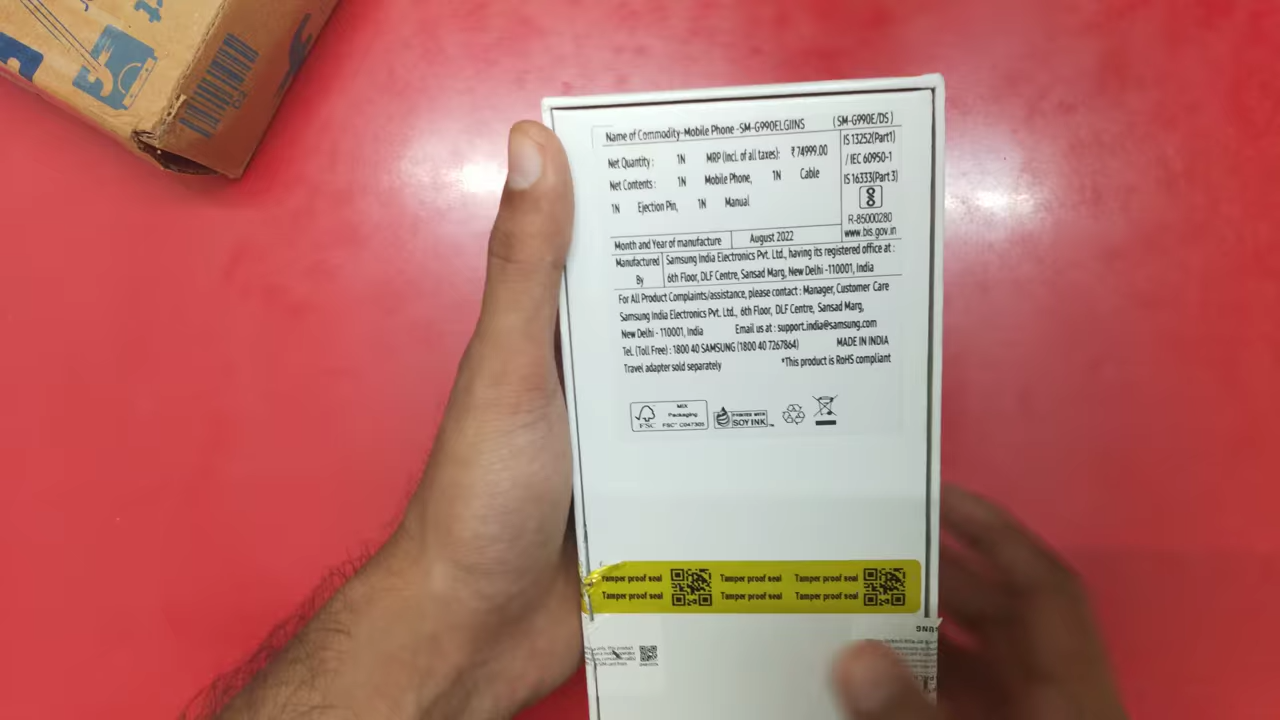 Name of Commodity-Mobile Phone -SM-G990ELGIINS (SM-G990E/DS)
Net Quantity : 1N MRP (Incl. of all taxes): ₹74999.00
Net Contents : 1N Mobile Phone, 1N Cable
1N Ejection Pin, 1N Manual
IS 13252(Part1)
/ IEC 60950-1
IS 16333(Part 3)
R-85000280
www.bis.gov.in
Month and Year of manufacture August 2022
Manufactured By
Samsung India Electronics Pvt. Ltd., having its registered office at :
6th Floor, DLF Centre, Sansad Marg, New Delhi -110001, India
For All Product Complaints/assistance, please contact : Manager, Customer Care
Samsung India Electronics Pvt. Ltd., 6th Floor, DLF Centre, Sansad Marg,
New Delhi - 110001, India Email us at : support.india@samsung.com
Tel. (Toll Free) : 1800 40 SAMSUNG (1800 40 7267864) MADE IN INDIA
Travel adapter sold separately *This product is RoHS compliant
MIX
Packaging
FSC FSC® C047305
PRINTED WITH
SOY INK™
Tamper proof seal Tamper proof seal Tamper proof seal
Tamper proof seal Tamper proof seal Tamper proof seal